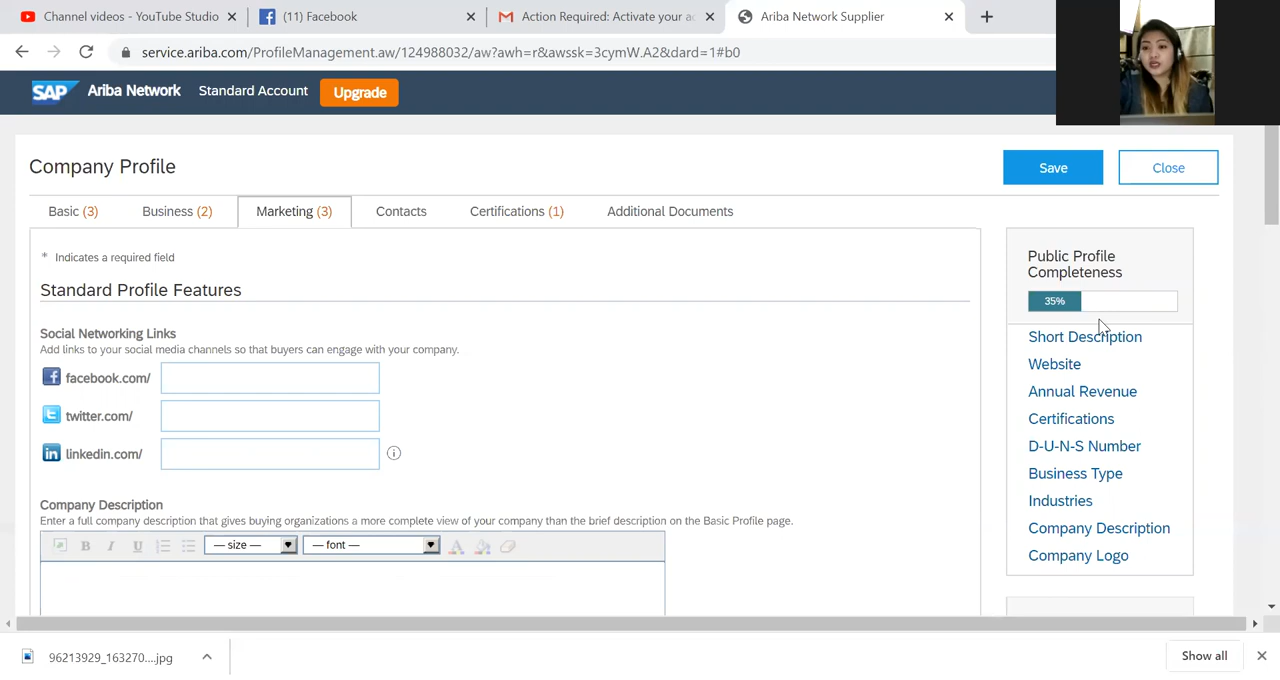 Channel videos - YouTube Studio
(11) Facebook
Action Required: Activate your ac
Ariba Network Supplier
service.ariba.com/ProfileManagement.aw/124988032/aw?awh=r&awssk=3cymW.A2&dard=1#b0
SAP Ariba Network Standard Account Upgrade
Company Profile
Save
Close
Basic (3)
Business (2)
Marketing (3)
Contacts
Certifications (1)
Additional Documents
* Indicates a required field
Standard Profile Features
Social Networking Links
Add links to your social media channels so that buyers can engage with your company.
facebook.com/
twitter.com/
linkedin.com/
Company Description
Enter a full company description that gives buying organizations a more complete view of your company than the brief description on the Basic Profile page.
B I U — size — — font — A
Public Profile
Completeness
35%
Short Description
Website
Annual Revenue
Certifications
D-U-N-S Number
Business Type
Industries
Company Description
Company Logo
96213929_163270....jpg
Show all